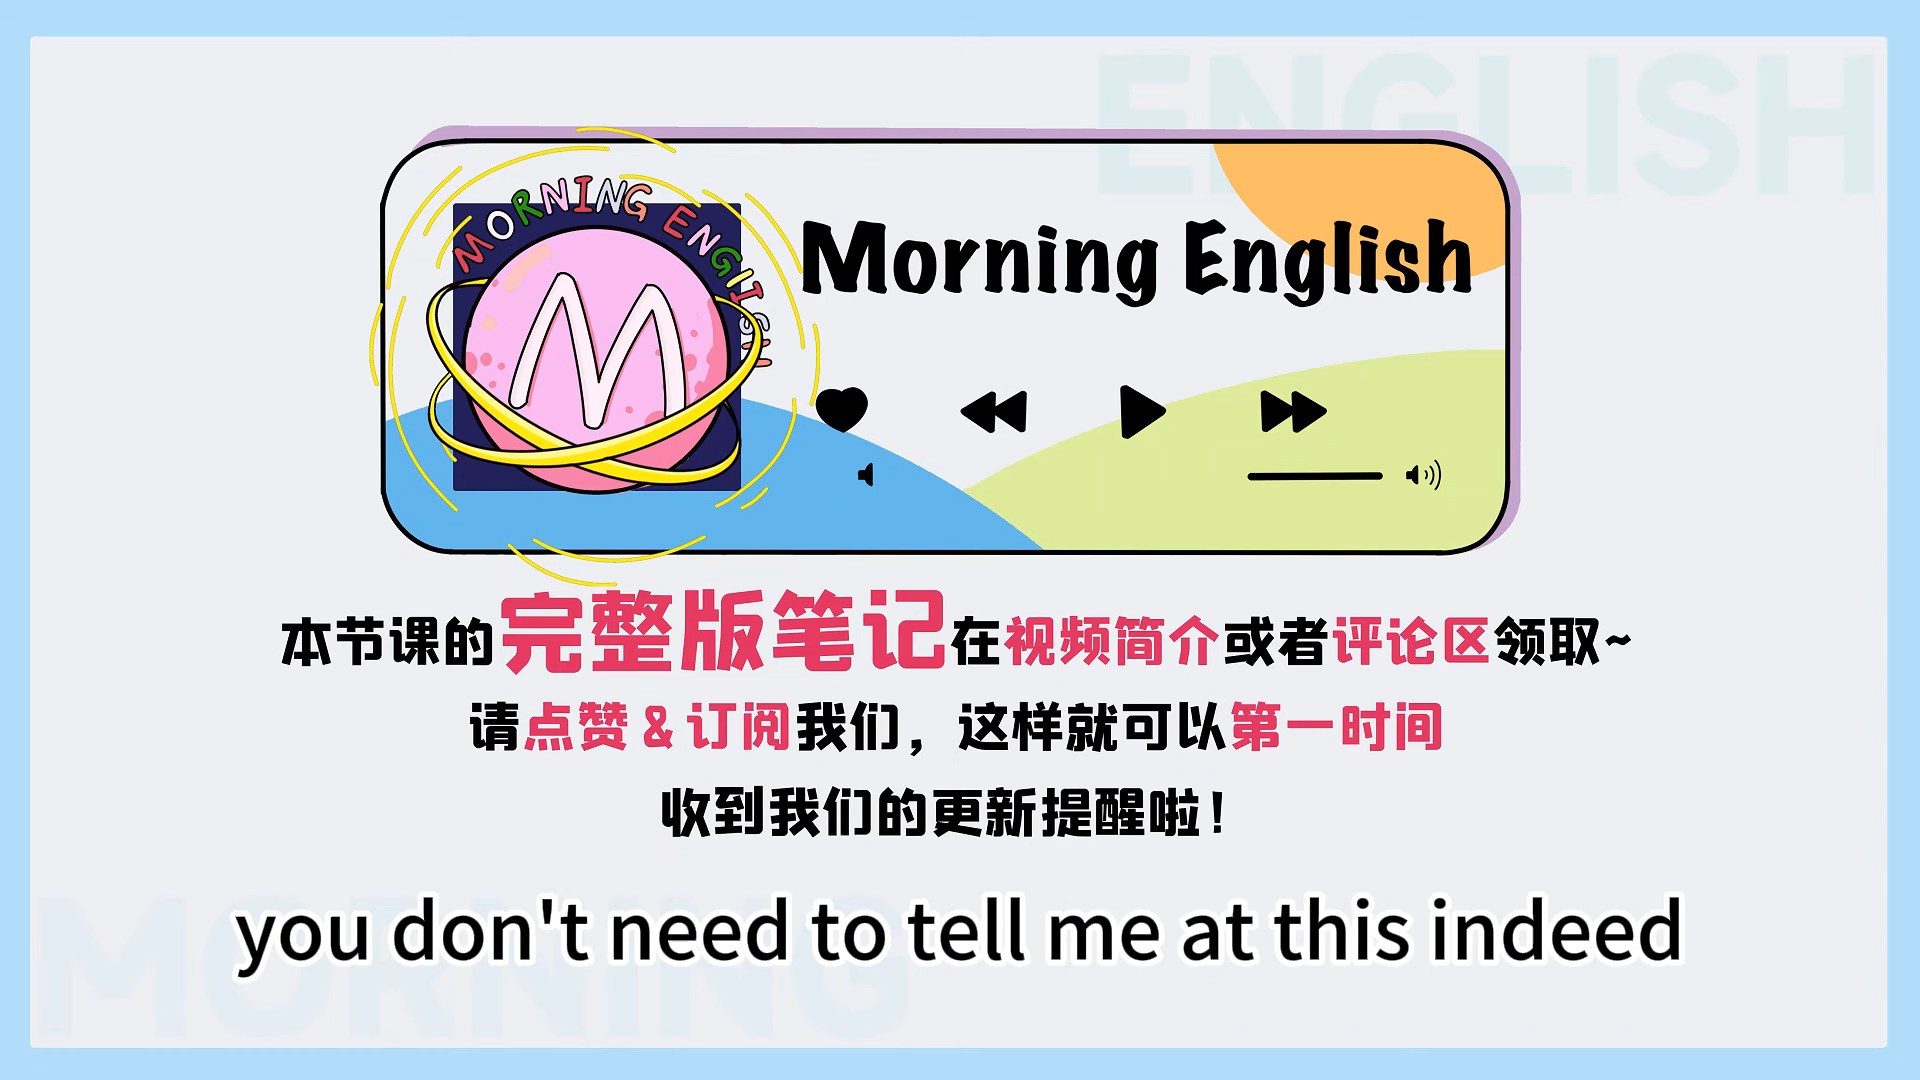 ENGLISH
MORNING ENGLISH
M
Morning English
本节课的完整版笔记在视频简介或者评论区领取~
请点赞&订阅我们，这样就可以第一时间
收到我们的更新提醒啦！
MORNING
you don't need to tell me at this indeed